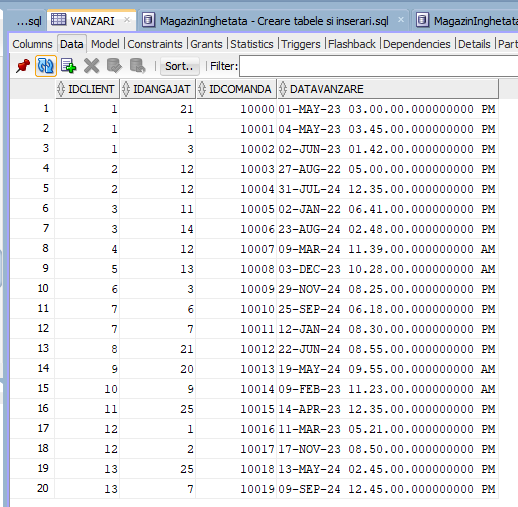 ...sql VANZARI MagazinInghetata - Creare tabele si inserari.sql MagazinInghetata
Columns Data Model Constraints Grants Statistics Triggers Flashback Dependencies Details Part
Sort.. Filter:
IDCLIENT IDANGAJAT IDCOMANDA DATAVANZARE
1 1 21 10000 01-MAY-23 03.00.00.000000000 PM
2 1 1 10001 04-MAY-23 03.45.00.000000000 PM
3 1 3 10002 02-JUN-23 01.42.00.000000000 PM
4 2 12 10003 27-AUG-22 05.00.00.000000000 PM
5 2 12 10004 31-JUL-24 12.35.00.000000000 PM
6 3 11 10005 02-JAN-22 06.41.00.000000000 PM
7 3 14 10006 23-AUG-24 02.48.00.000000000 PM
8 4 12 10007 09-MAR-24 11.39.00.000000000 AM
9 5 13 10008 03-DEC-23 10.28.00.000000000 AM
10 6 3 10009 29-NOV-24 08.25.00.000000000 PM
11 7 6 10010 25-SEP-24 06.18.00.000000000 PM
12 7 7 10011 12-JAN-24 08.30.00.000000000 PM
13 8 21 10012 22-JUN-24 08.55.00.000000000 PM
14 9 20 10013 19-MAY-24 09.55.00.000000000 AM
15 10 9 10014 09-FEB-23 11.23.00.000000000 AM
16 11 25 10015 14-APR-23 12.35.00.000000000 PM
17 12 1 10016 11-MAR-23 05.21.00.000000000 PM
18 12 2 10017 17-NOV-23 08.50.00.000000000 PM
19 13 25 10018 13-MAY-24 02.45.00.000000000 PM
20 13 7 10019 09-SEP-24 12.45.00.000000000 PM